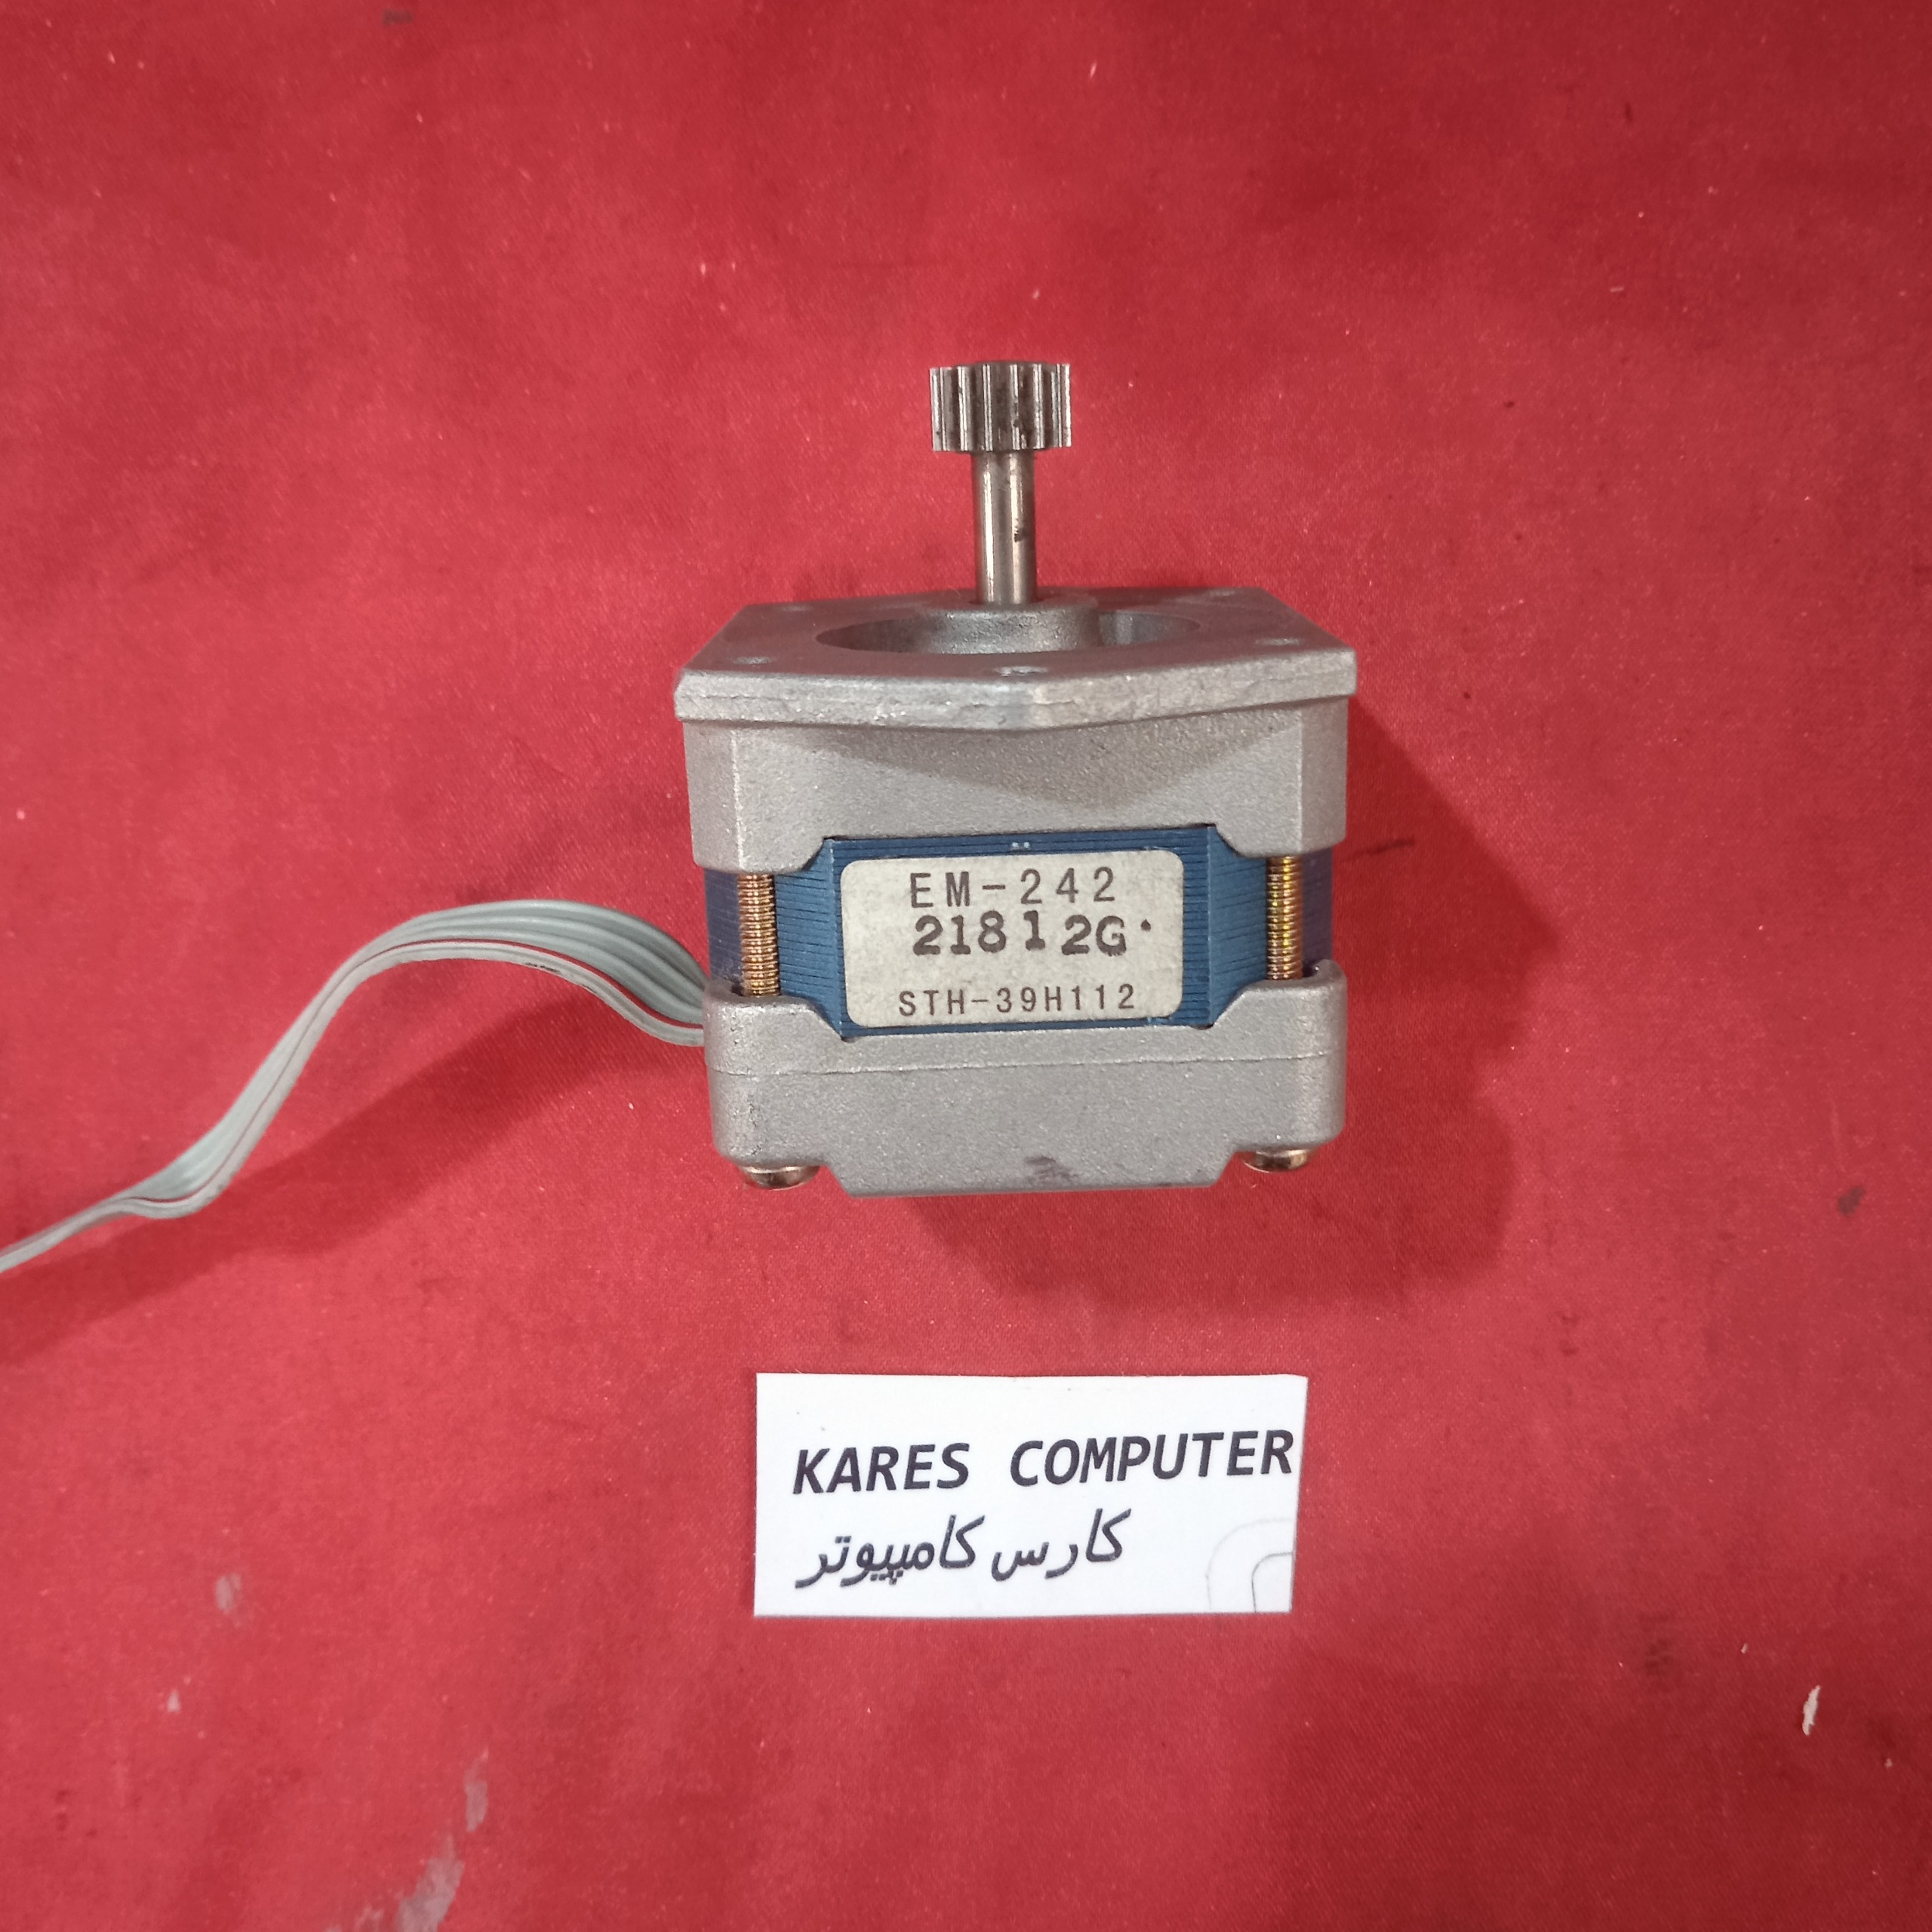 EM-242
21812G
STH-39H112
KARES COMPUTER
کارس کامپیوتر